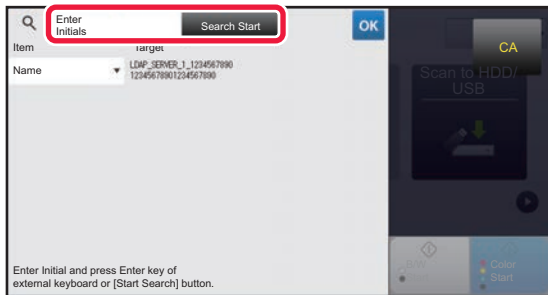 Enter
Initials
Search Start
OK
CA
Item
Target
Name
LDAP_SERVER_1_1234567890
12345678901234567890
Scan to HDD/
USB
B/W
Start
Color
Start
Enter Initial and press Enter key of
external keyboard or [Start Search] button.